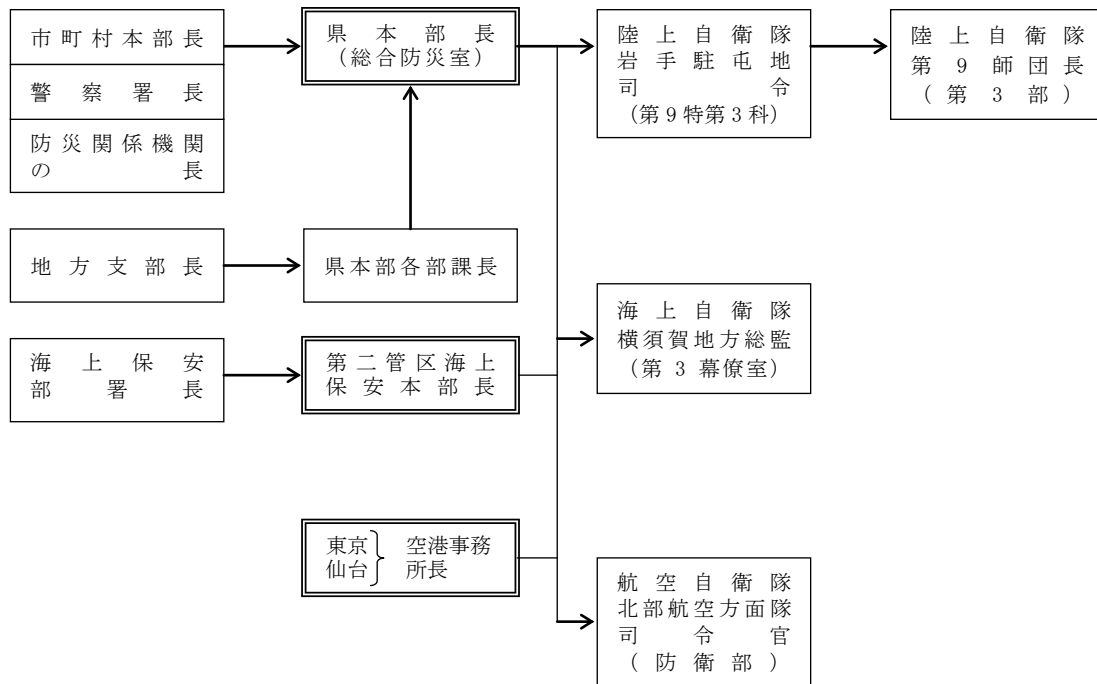 市町村本部長
警察署長
防災関係機関
の長
県本部長
(総合防災室)
陸上自衛隊
岩手駐屯地
司令
(第9特第3科)
陸上自衛隊
第9師団長
(第3部)
地方支部長
県本部各部課長
海上自衛隊
横須賀地方総監
(第3幕僚室)
海上保安
部署長
第二管区海上
保安本部長
東京
仙台
空港事務
所長
航空自衛隊
北部航空方面隊
司令官
(防衛部)